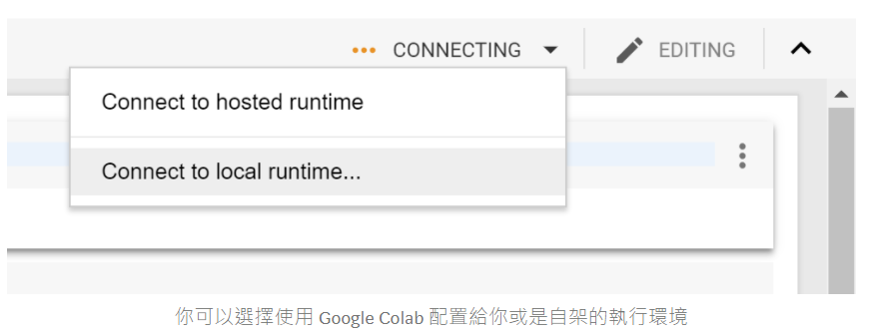 CONNECTING
EDITING
Connect to hosted runtime
Connect to local runtime...
你可以選擇使用 Google Colab 配置給你或是自架的執行環境